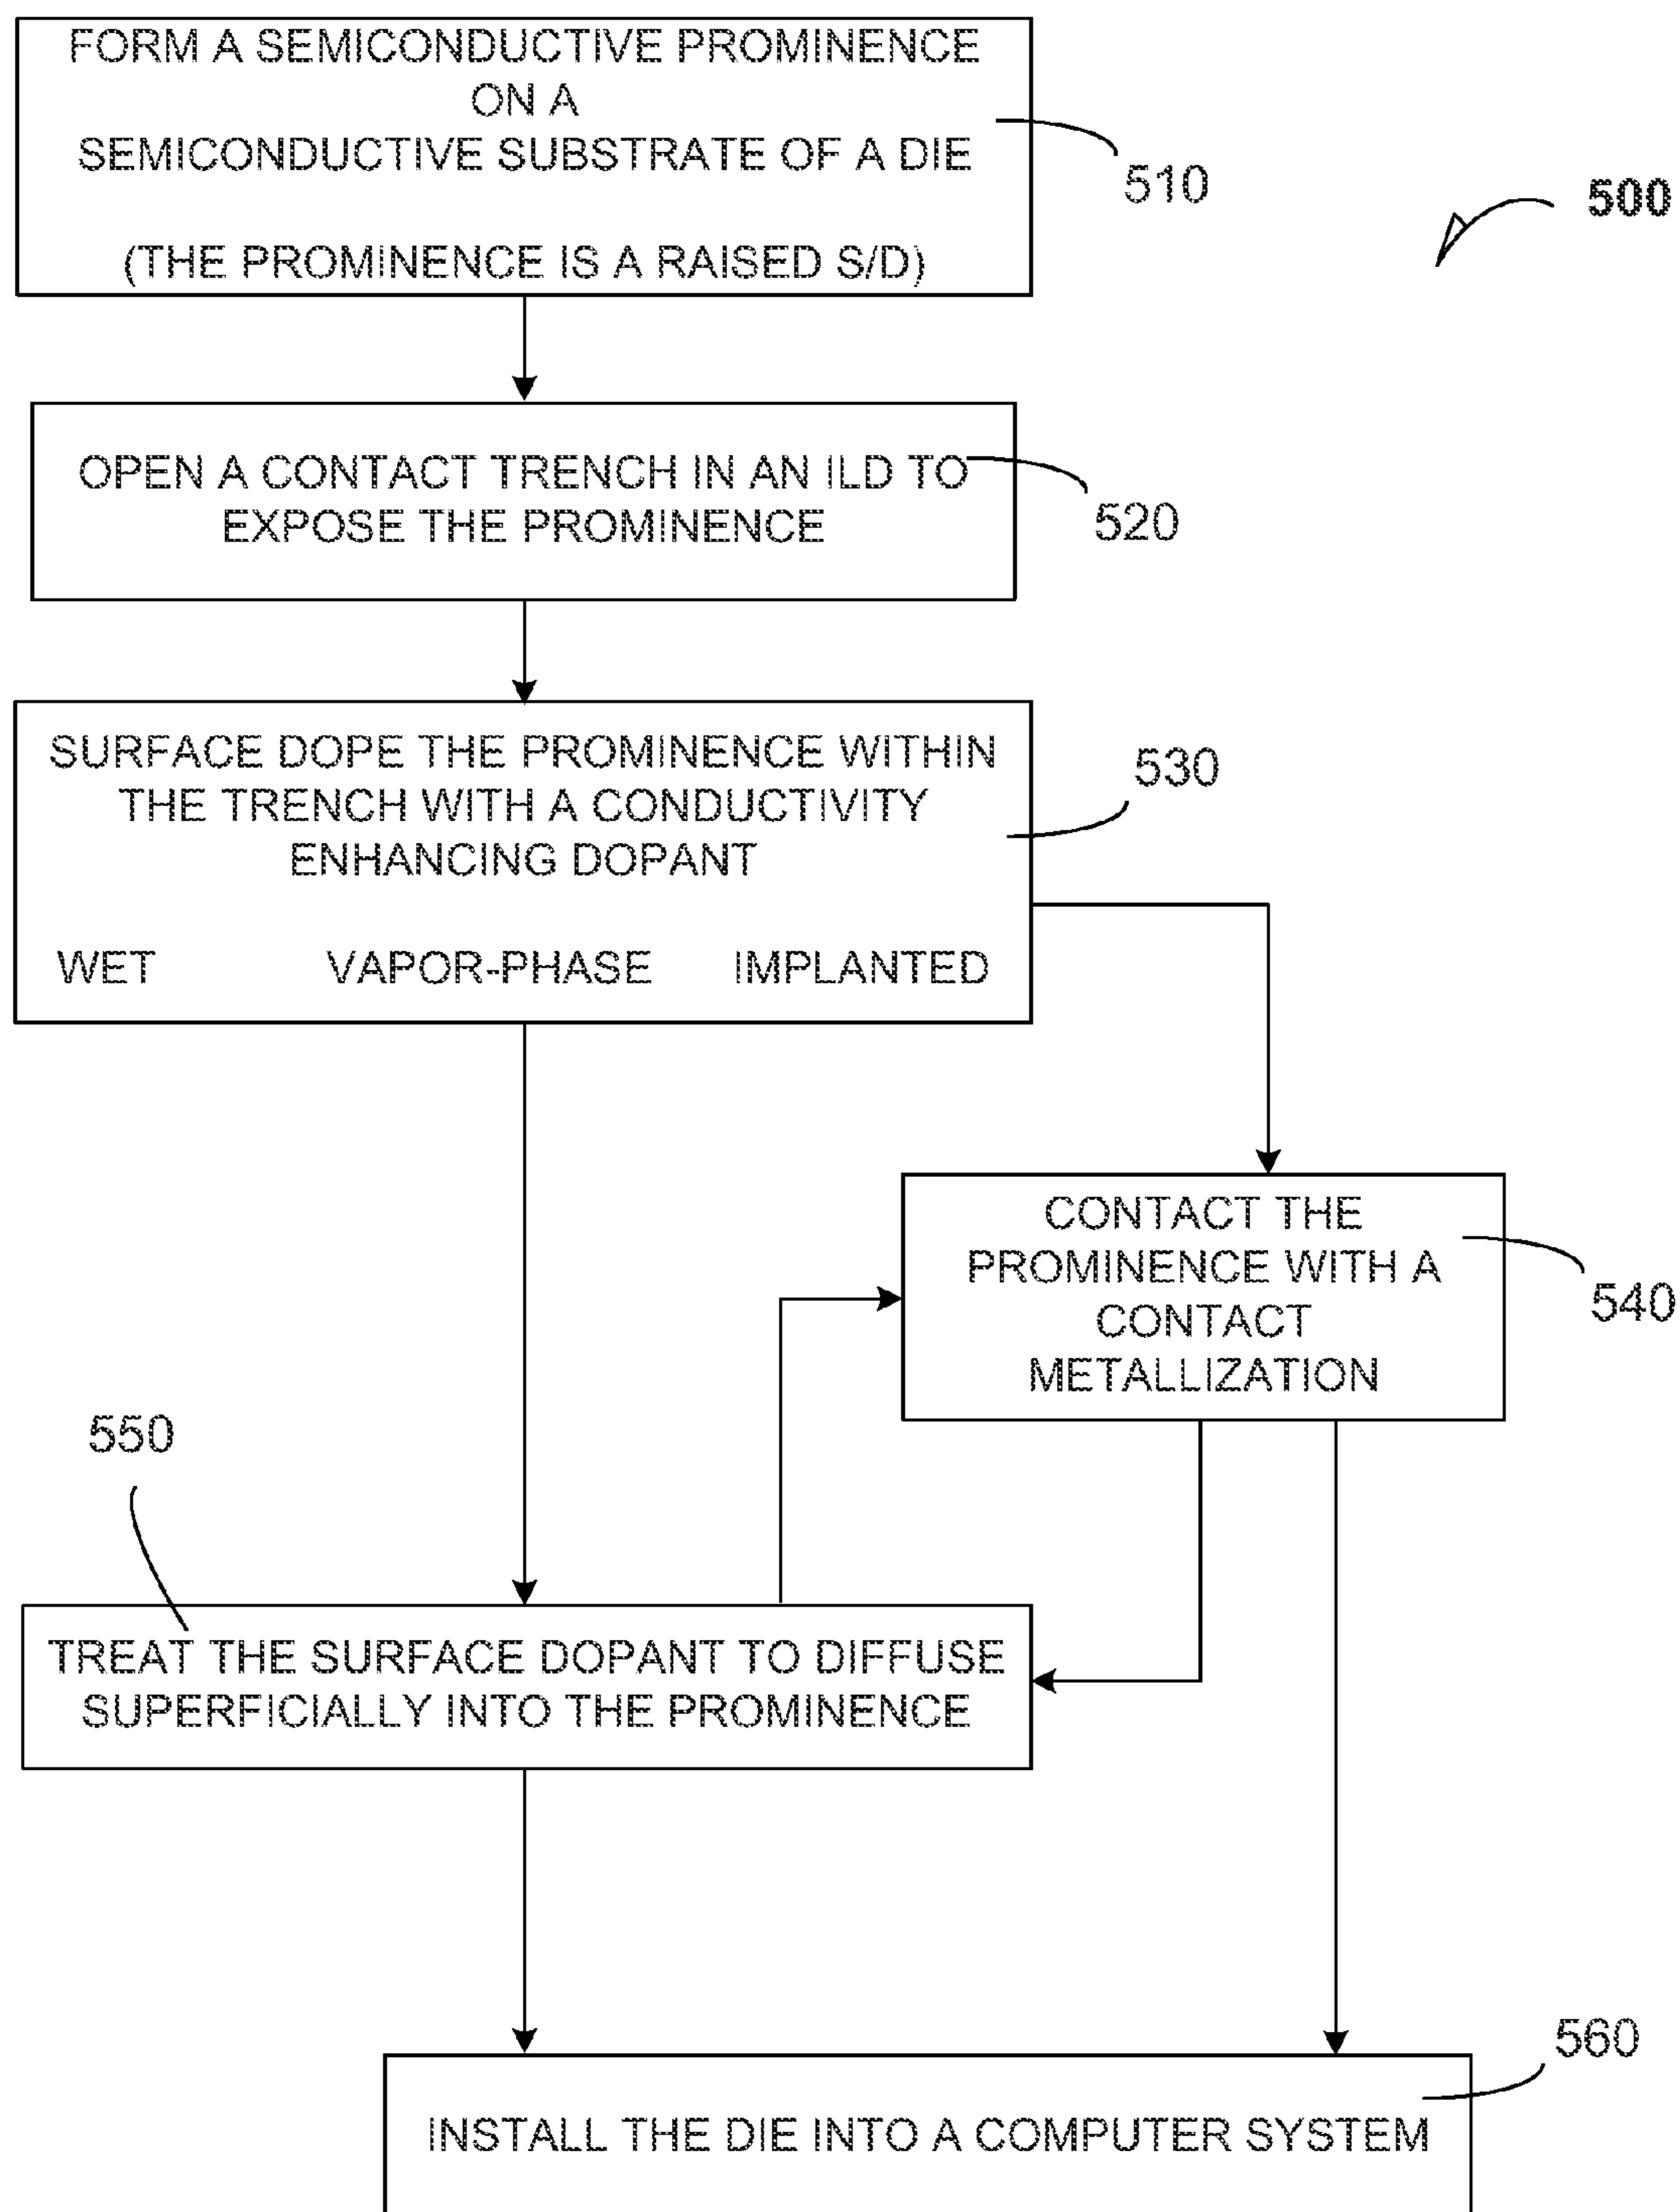 FORM A SEMICONDUCTIVE PROMINENCE
ON A
SEMICONDUCTIVE SUBSTRATE OF A DIE
(THE PROMINENCE IS A RAISED S/D)
510
500
OPEN A CONTACT TRENCH IN AN ILD TO
EXPOSE THE PROMINENCE
520
SURFACE DOPE THE PROMINENCE WITHIN
THE TRENCH WITH A CONDUCTIVITY
ENHANCING DOPANT
WET VAPOR-PHASE IMPLANTED
530
CONTACT THE
PROMINENCE WITH A
CONTACT
METALLIZATION
540
550
TREAT THE SURFACE DOPANT TO DIFFUSE
SUPERFICIALLY INTO THE PROMINENCE
560
INSTALL THE DIE INTO A COMPUTER SYSTEM